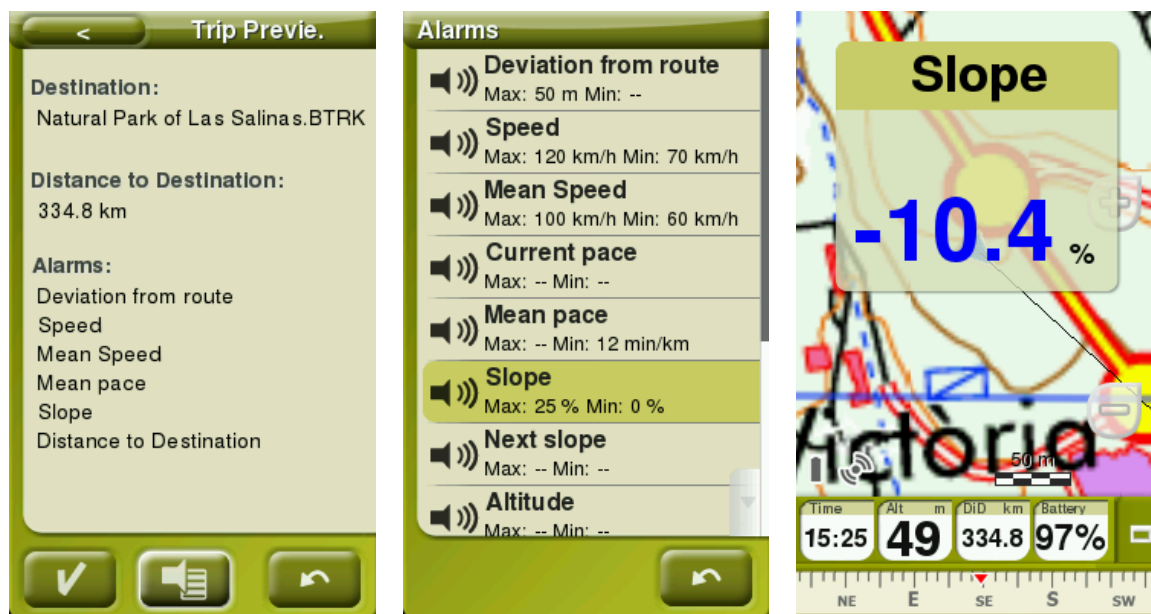 <
Trip Previe.
Destination:
Natural Park of Las Salinas.BTRK
Distance to Destination:
334.8 km
Alarms:
Deviation from route
Speed
Mean Speed
Mean pace
Slope
Distance to Destination
Alarms
Deviation from route
Max: 50 m Min: --
Speed
Max: 120 km/h Min: 70 km/h
Mean Speed
Max: 100 km/h Min: 60 km/h
Current pace
Max: -- Min: --
Mean pace
Max: -- Min: 12 min/km
Slope
Max: 25 % Min: 0 %
Next slope
Max: -- Min: --
Altitude
Max: -- Min: --
Slope
-10.4 %
Victòria
50 m
Time Alt m DiD km Battery
15:25 49 334.8 97%
NE E SE S SW